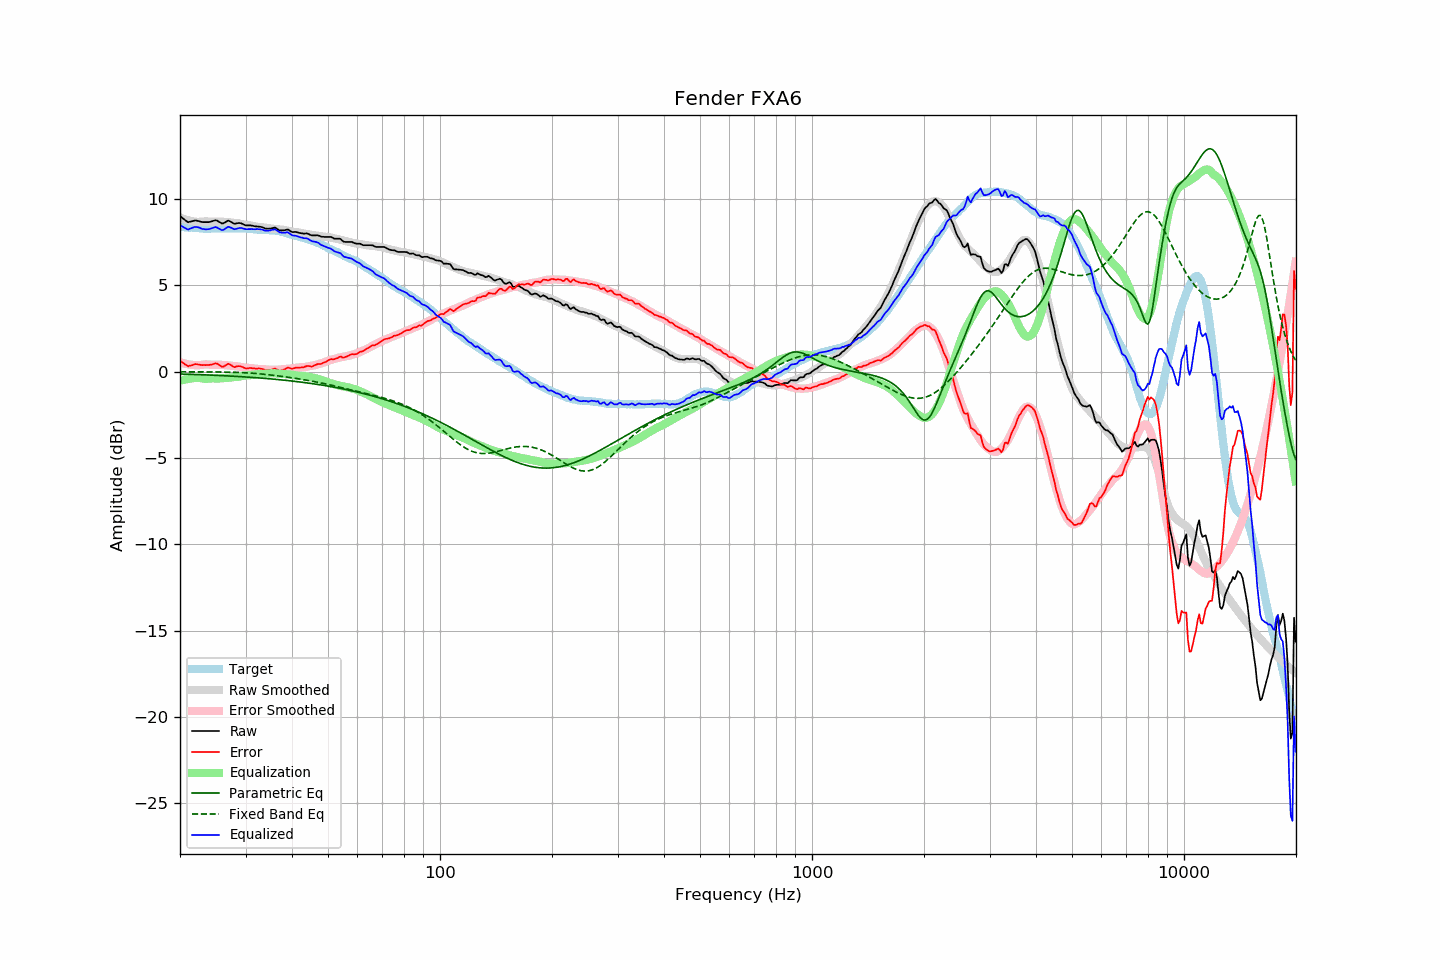 Fender FXA6
10
5
0
−5
−10
−15
−20
−25
Amplitude (dBr)
Target
Raw Smoothed
Error Smoothed
Raw
Error
Equalization
Parametric Eq
Fixed Band Eq
Equalized
100
1000
10000
Frequency (Hz)